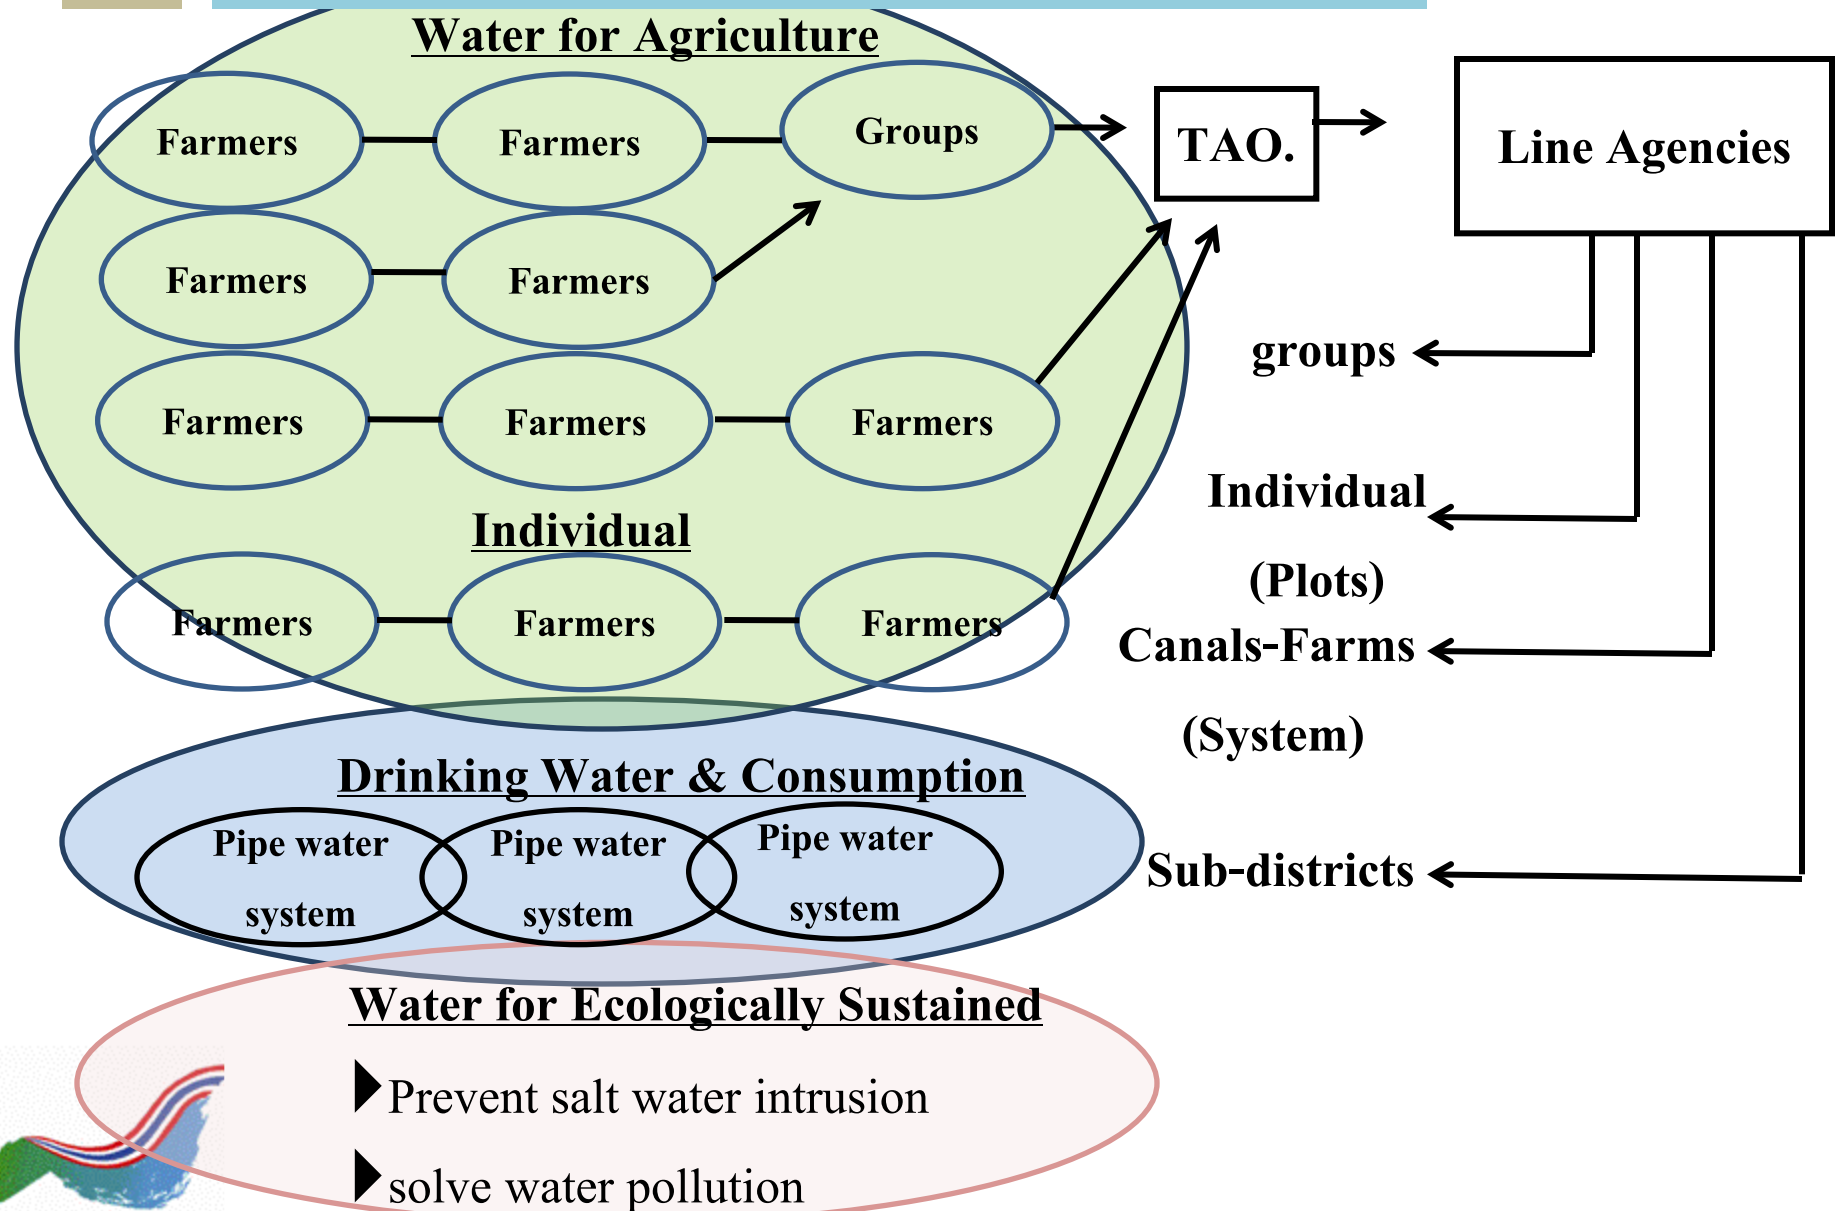 Water for Agriculture
Farmers
Farmers
Groups
TAO.
Line Agencies
Farmers
Farmers
groups
Farmers
Farmers
Farmers
Individual
(Plots)
Individual
Farmers
Farmers
Farmers
Canals-Farms
(System)
Drinking Water & Consumption
Pipe water
system
Pipe water
system
Pipe water
system
Sub-districts
Water for Ecologically Sustained
Prevent salt water intrusion
solve water pollution